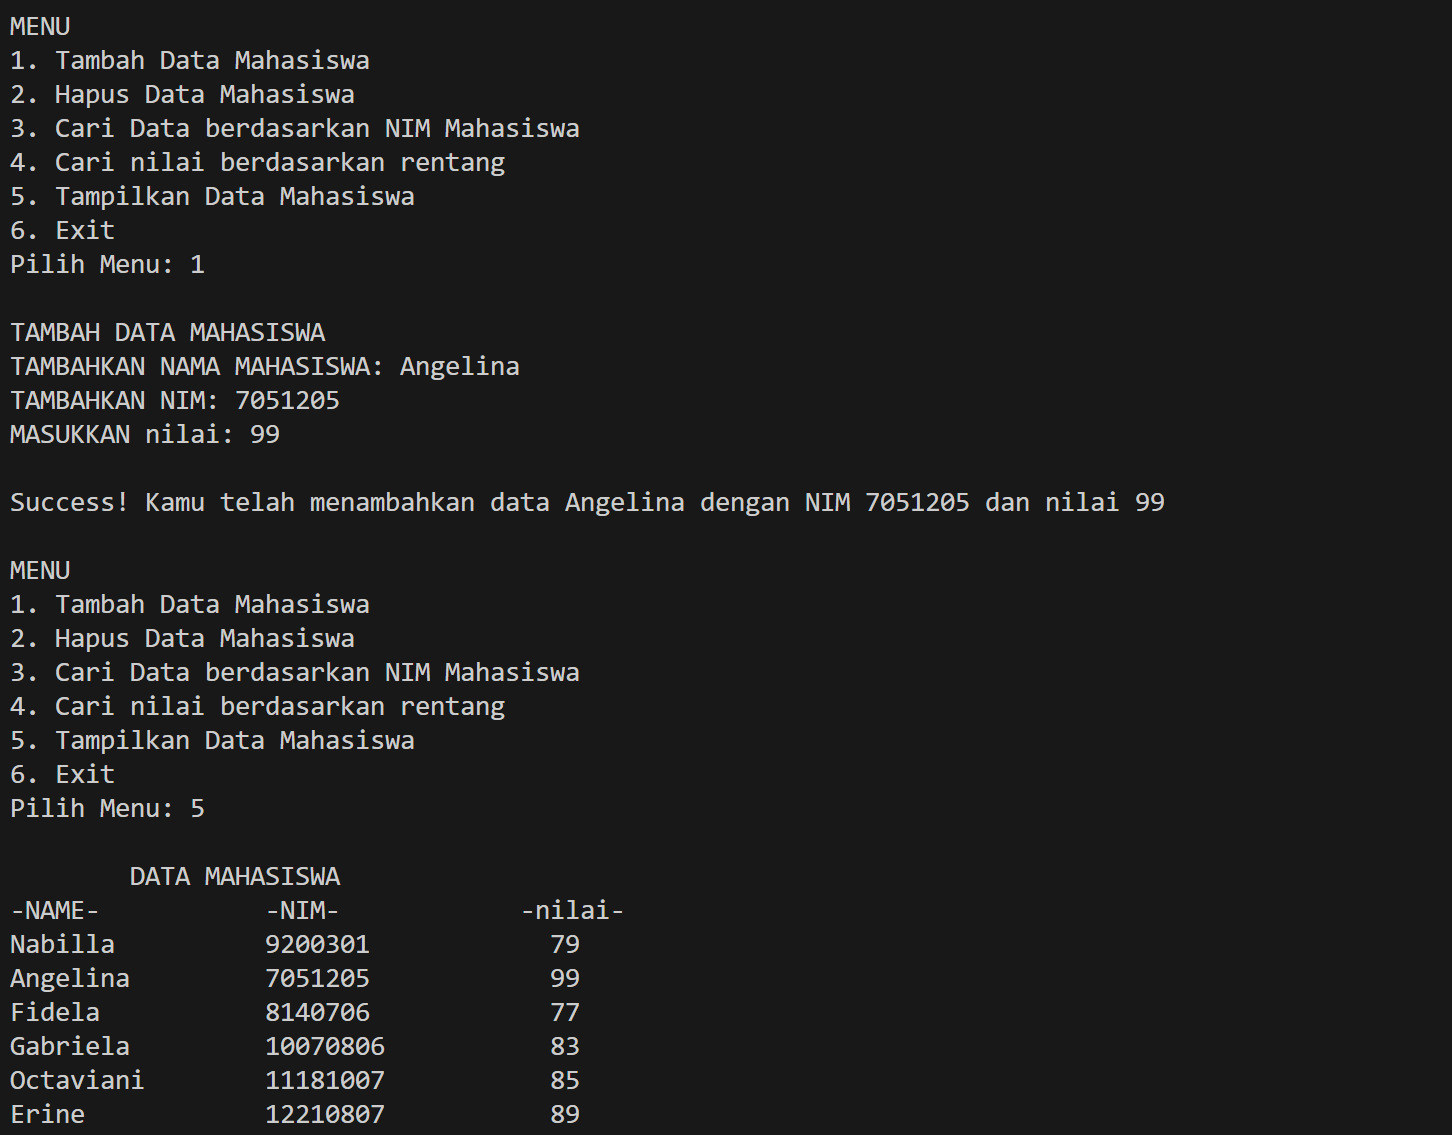 MENU
1. Tambah Data Mahasiswa
2. Hapus Data Mahasiswa
3. Cari Data berdasarkan NIM Mahasiswa
4. Cari nilai berdasarkan rentang
5. Tampilkan Data Mahasiswa
6. Exit
Pilih Menu: 1
TAMBAH DATA MAHASISWA
TAMBAHKAN NAMA MAHASISWA: Angelina
TAMBAHKAN NIM: 7051205
MASUKKAN nilai: 99
Success! Kamu telah menambahkan data Angelina dengan NIM 7051205 dan nilai 99
MENU
1. Tambah Data Mahasiswa
2. Hapus Data Mahasiswa
3. Cari Data berdasarkan NIM Mahasiswa
4. Cari nilai berdasarkan rentang
5. Tampilkan Data Mahasiswa
6. Exit
Pilih Menu: 5
DATA MAHASISWA
-NAME- -NIM- -nilai-
Nabilla 9200301 79
Angelina 7051205 99
Fidela 8140706 77
Gabriela 10070806 83
Octaviani 11181007 85
Erine 12210807 89